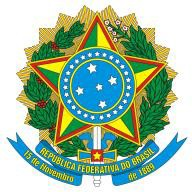 REPÚBLICA FEDERATIVA DO BRASIL
15 de Novembro
de 1889